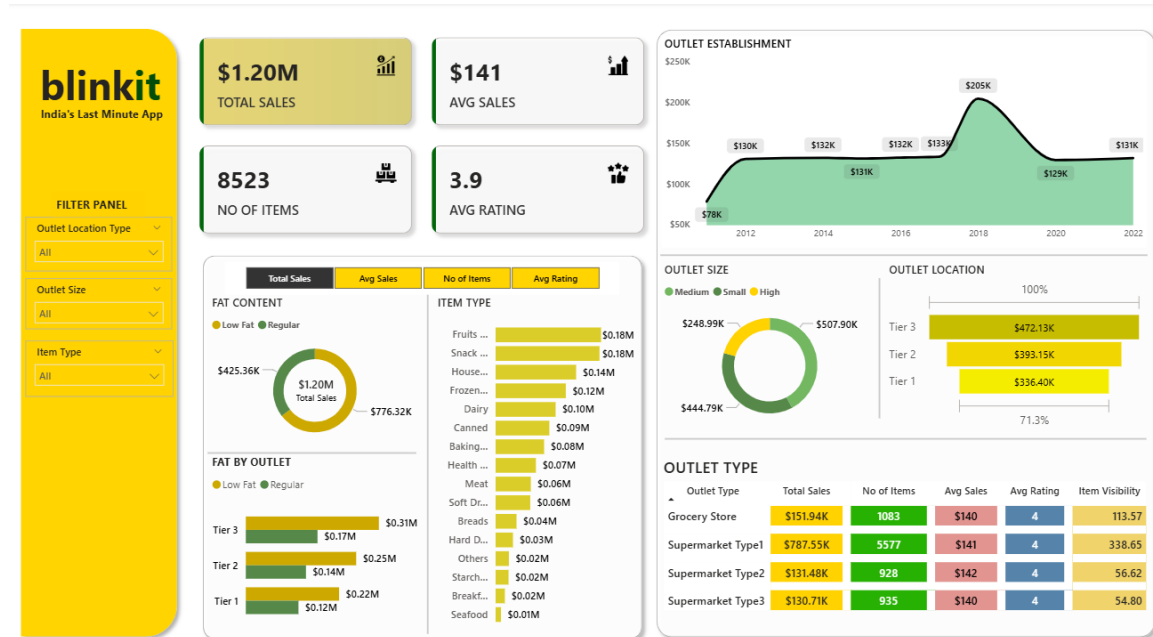 blinkit
India's Last Minute App
FILTER PANEL
Outlet Location Type
All
Outlet Size
All
Item Type
All
$1.20M
TOTAL SALES
$141
AVG SALES
8523
NO OF ITEMS
3.9
AVG RATING
Total Sales Avg Sales No of Items Avg Rating
FAT CONTENT
Low Fat Regular
$425.36K
$1.20M
Total Sales
$776.32K
FAT BY OUTLET
Low Fat Regular
Tier 3 $0.31M
$0.17M
Tier 2 $0.25M
$0.14M
Tier 1 $0.22M
$0.12M
ITEM TYPE
Fruits ... $0.18M
Snack ... $0.18M
House... $0.14M
Frozen... $0.12M
Dairy $0.10M
Canned $0.09M
Baking... $0.08M
Health ... $0.07M
Meat $0.06M
Soft Dr... $0.06M
Breads $0.04M
Hard D... $0.03M
Others $0.02M
Starch... $0.02M
Breakf... $0.02M
Seafood $0.01M
OUTLET ESTABLISHMENT
$250K
$200K
$150K
$100K
$50K
$78K
$130K
$132K
$131K
$132K
$133K
$205K
$129K
$131K
2012 2014 2016 2018 2020 2022
OUTLET SIZE
Medium Small High
$248.99K
$507.90K
$444.79K
OUTLET LOCATION
100%
Tier 3 $472.13K
Tier 2 $393.15K
Tier 1 $336.40K
71.3%
OUTLET TYPE
Outlet Type Total Sales No of Items Avg Sales Avg Rating Item Visibility
Grocery Store $151.94K 1083 $140 4 113.57
Supermarket Type1 $787.55K 5577 $141 4 338.65
Supermarket Type2 $131.48K 928 $142 4 56.62
Supermarket Type3 $130.71K 935 $140 4 54.80